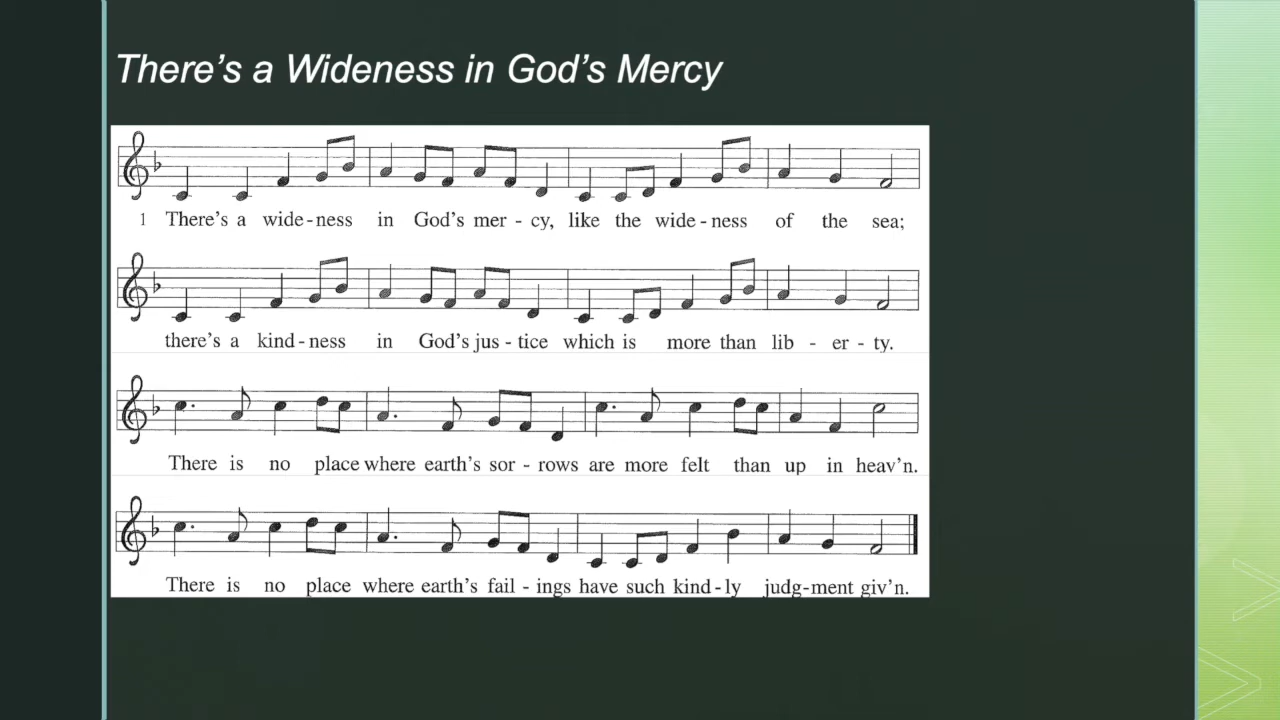 There's a Wideness in God's Mercy
1 There's a wide - ness in God's mer - cy, like the wide - ness of the sea;
there's a kind - ness in God's jus - tice which is more than lib - er - ty.
There is no place where earth's sor - rows are more felt than up in heav'n.
There is no place where earth's fail - ings have such kind - ly judg - ment giv'n.